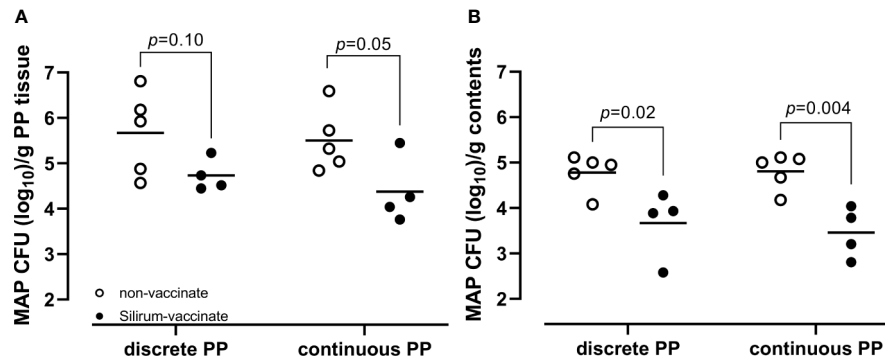 A
MAP CFU (log10)/g PP tissue
7
6
5
4
3
2
p=0.10
p=0.05
non-vaccinate
Silirum-vaccinate
discrete PP
continuous PP
B
MAP CFU (log10)/g contents
7
6
5
4
3
2
p=0.02
p=0.004
discrete PP
continuous PP